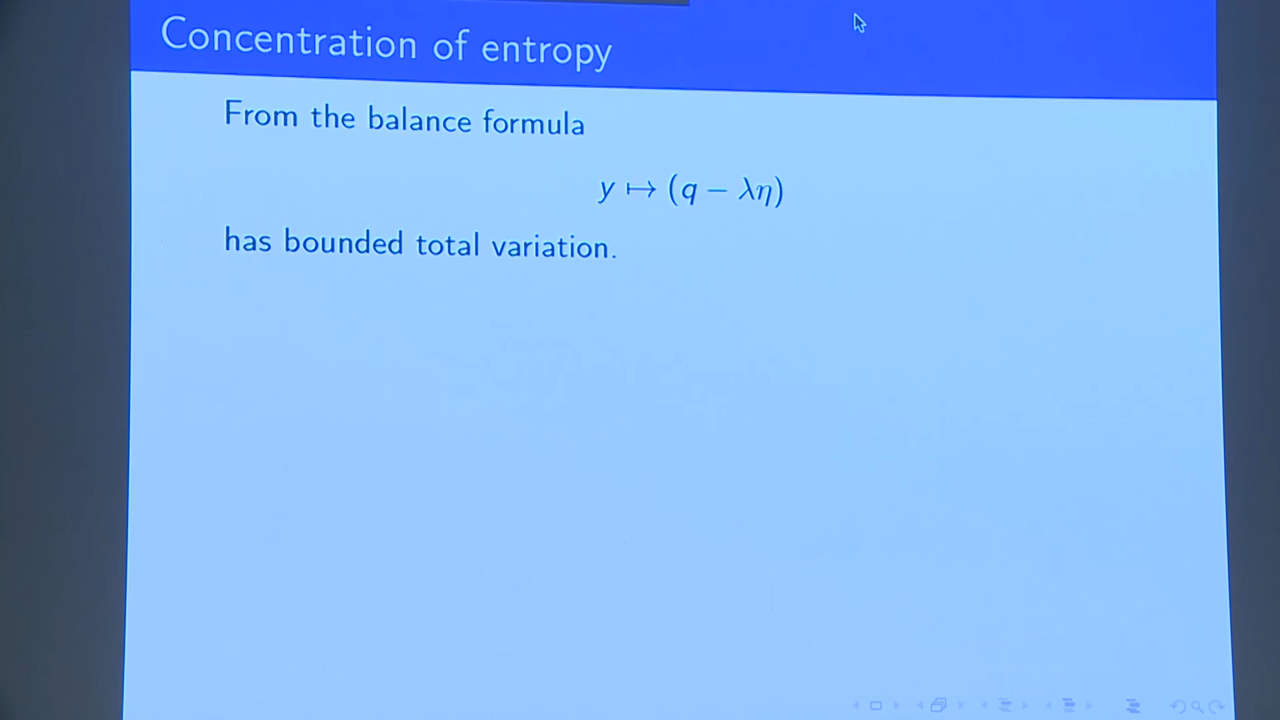 Concentration of entropy
From the balance formula
y ↦ (q − λη)
has bounded total variation.